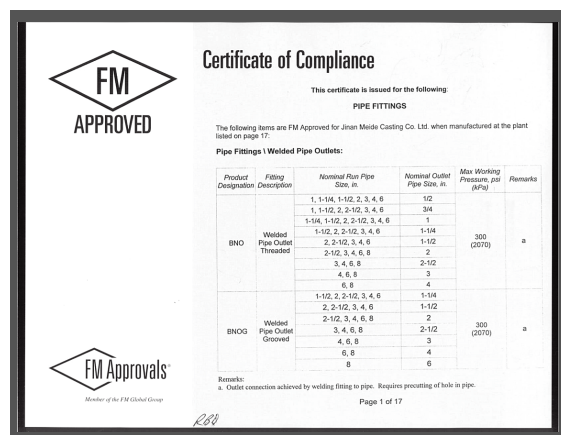 FM
APPROVED
Certificate of Compliance
This certificate is issued for the following:
PIPE FITTINGS
The following items are FM Approved for Jinan Meide Casting Co. Ltd. when manufactured at the plant
listed on page 17:
Pipe Fittings \ Welded Pipe Outlets:
Product Designation Fitting Description Nominal Run Pipe Size, in. Nominal Outlet Pipe Size, in. Max Working Pressure, psi (kPa) Remarks
BNO Welded Pipe Outlet Threaded 300 (2070) a
1, 1-1/4, 1-1/2, 2, 3, 4, 6 1/2
1, 1-1/2, 2, 2-1/2, 3, 4, 6 3/4
1-1/4, 1-1/2, 2, 2-1/2, 3, 4, 6 1
1-1/2, 2, 2-1/2, 3, 4, 6 1-1/4
2, 2-1/2, 3, 4, 6 1-1/2
2-1/2, 3, 4, 6, 8 2
3, 4, 6, 8 2-1/2
4, 6, 8 3
6, 8 4
BNOG Welded Pipe Outlet Grooved 300 (2070) a
1-1/2, 2, 2-1/2, 3, 4, 6 1-1/4
2, 2-1/2, 3, 4, 6 1-1/2
2-1/2, 3, 4, 6, 8 2
3, 4, 6, 8 2-1/2
4, 6, 8 3
6, 8 4
8 6
Remarks:
a. Outlet connection achieved by welding fitting to pipe. Requires precutting of hole in pipe.
Page 1 of 17
FM Approvals®
Member of the FM Global Group